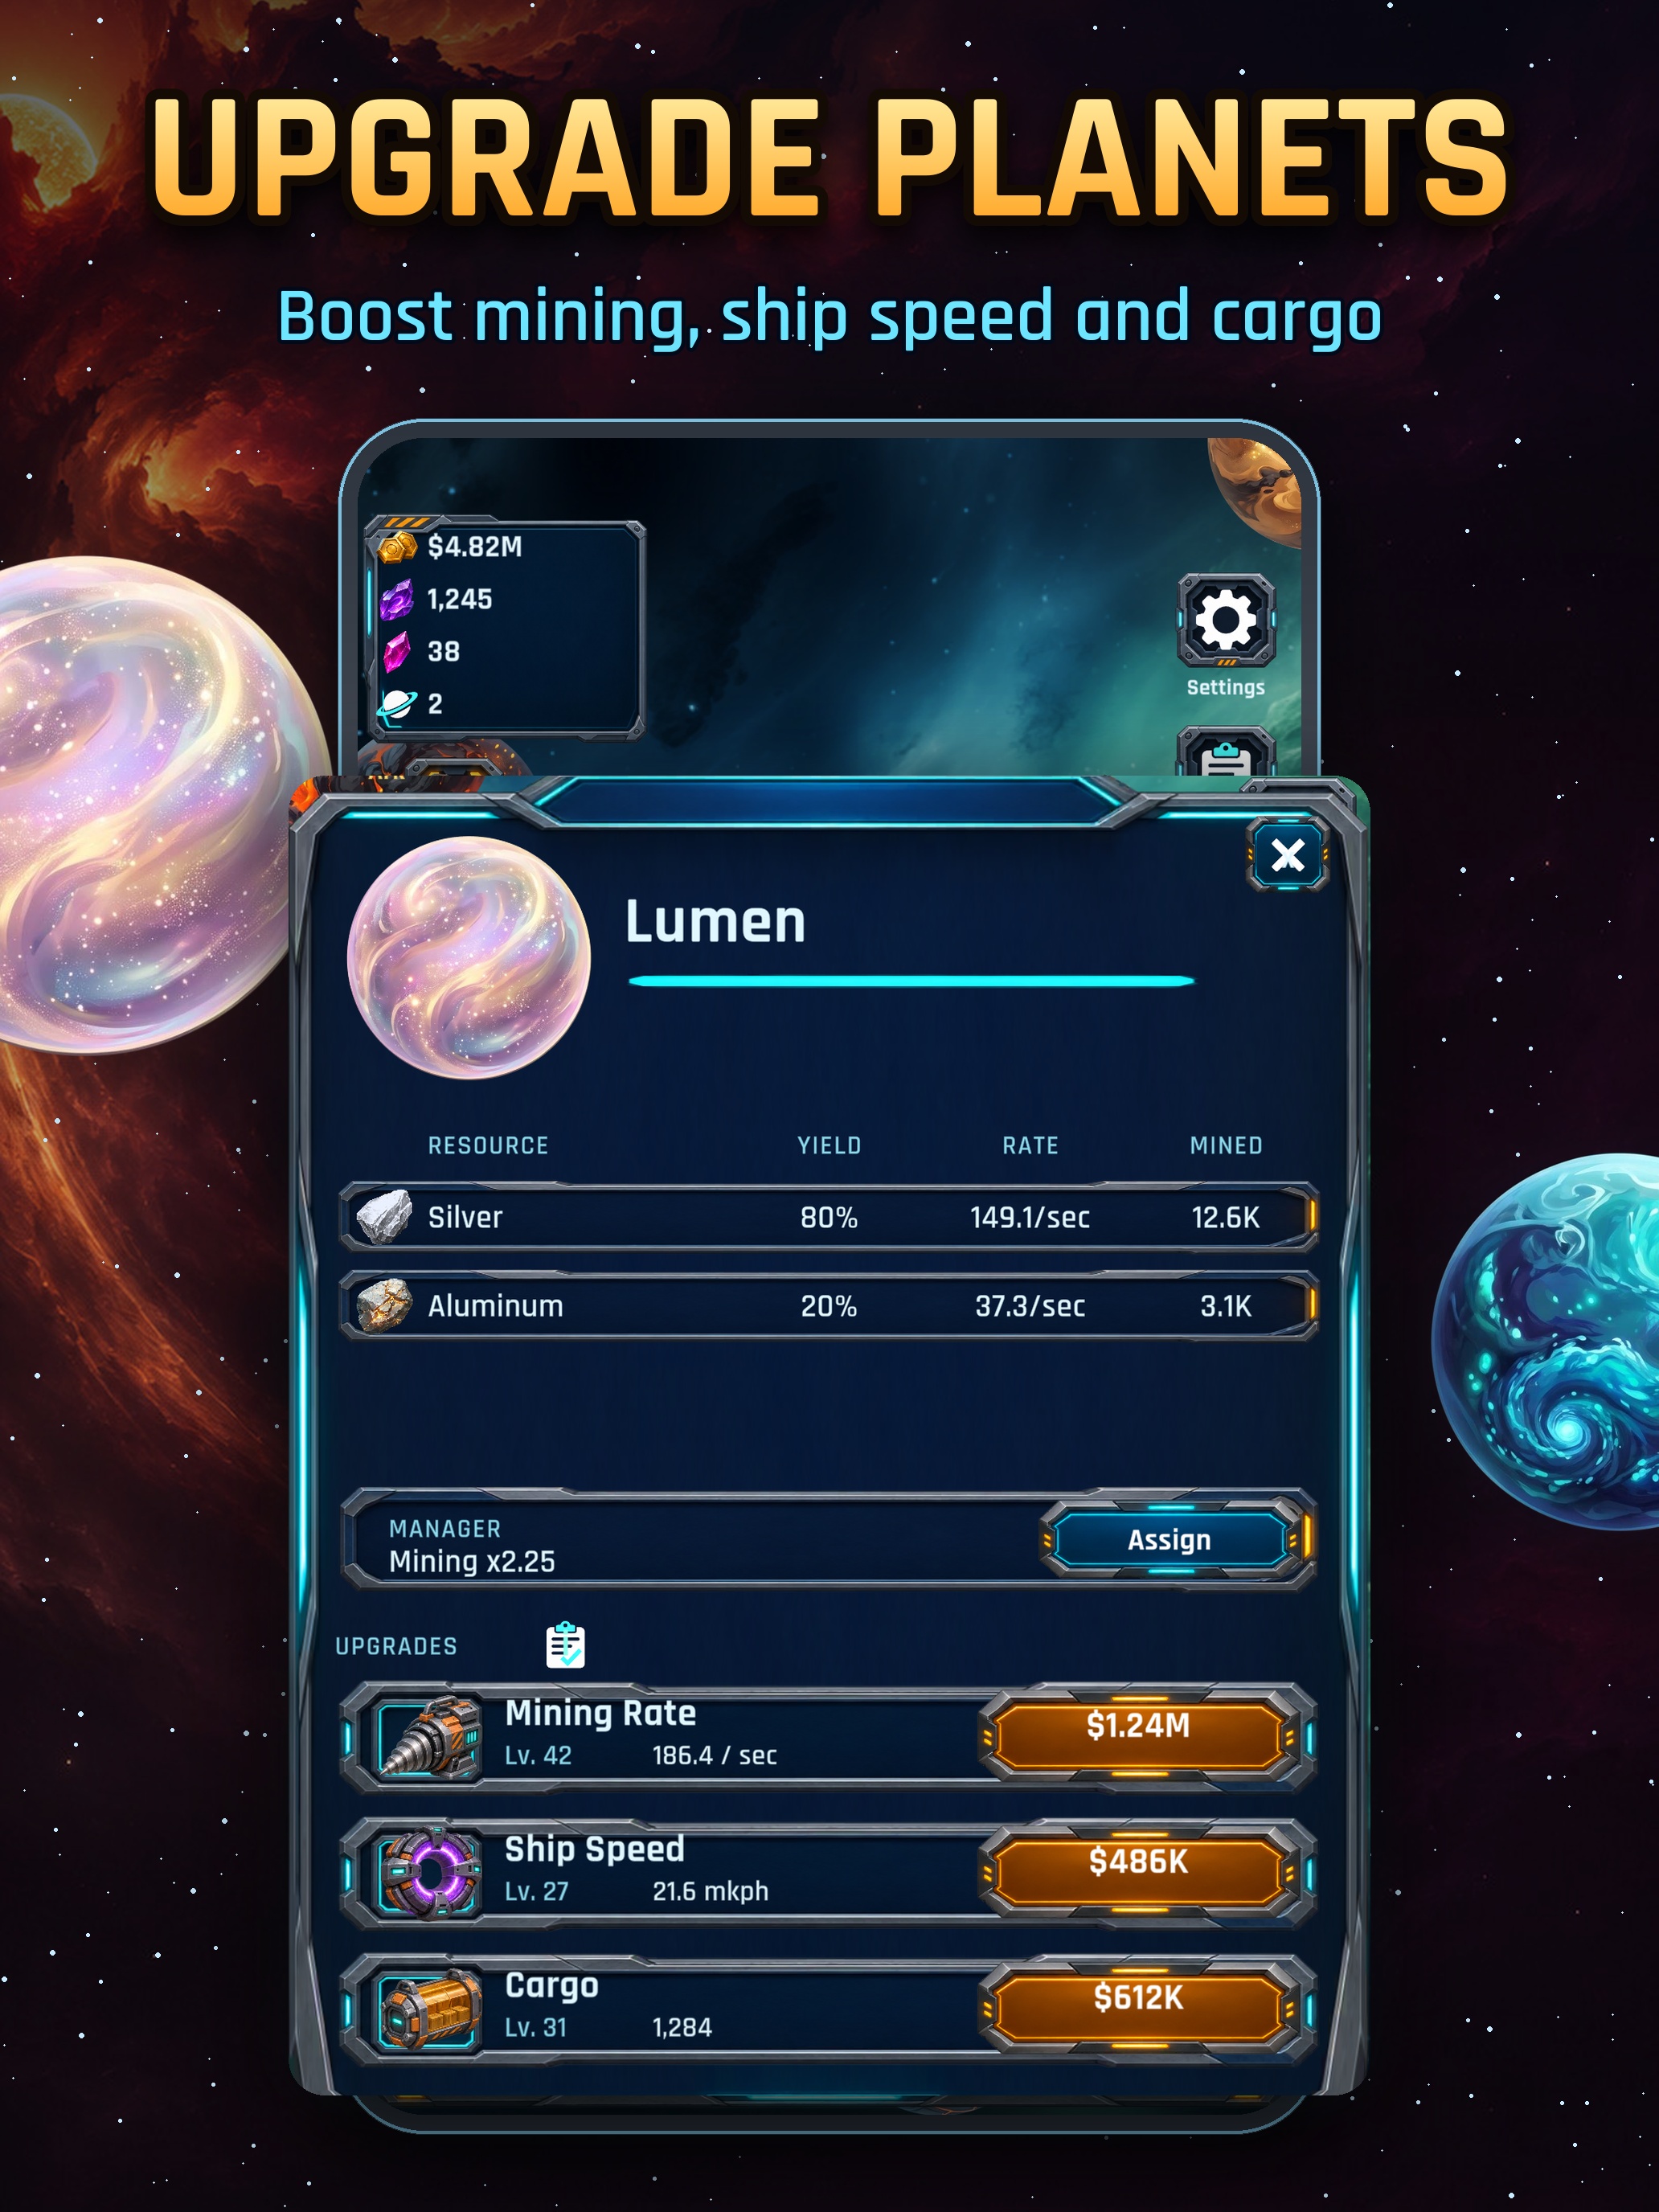 UPGRADE PLANETS
Boost mining, ship speed and cargo
$4.82M
1,245
38
2
Settings
Lumen
RESOURCE YIELD RATE MINED
Silver 80% 149.1/sec 12.6K
Aluminum 20% 37.3/sec 3.1K
MANAGER
Mining x2.25
Assign
UPGRADES
Mining Rate
Lv. 42 186.4 / sec
$1.24M
Ship Speed
Lv. 27 21.6 mkph
$486K
Cargo
Lv. 31 1,284
$612K